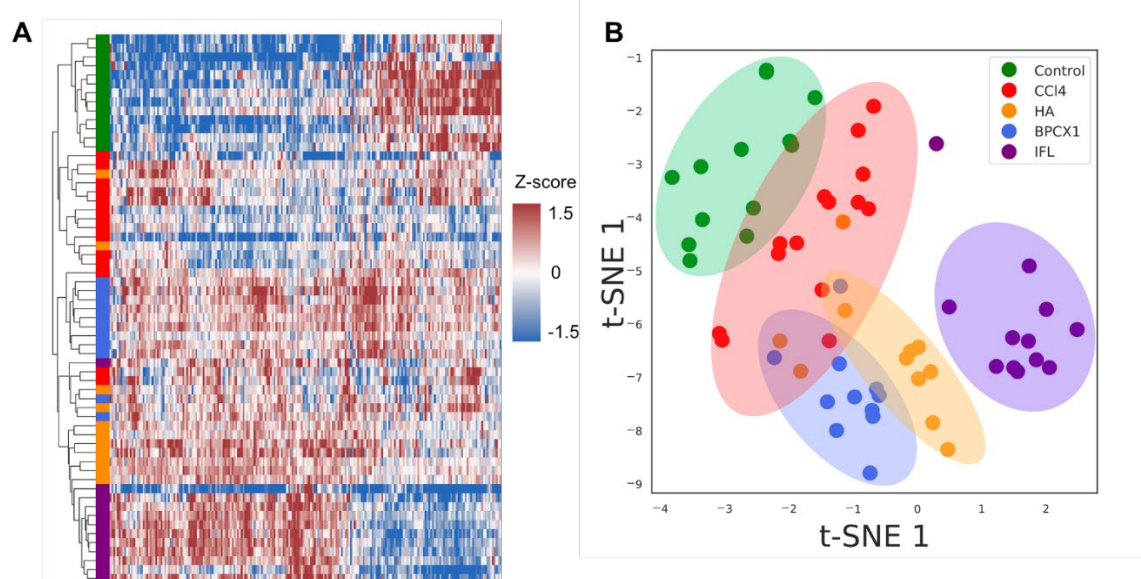 A
Z-score
1.5
0
-1.5
B
Control
CCl4
HA
BPCX1
IFL
t-SNE 1
−1
−2
−3
−4
−5
−6
−7
−8
−9
−4
−3
−2
−1
0
1
2
t-SNE 1